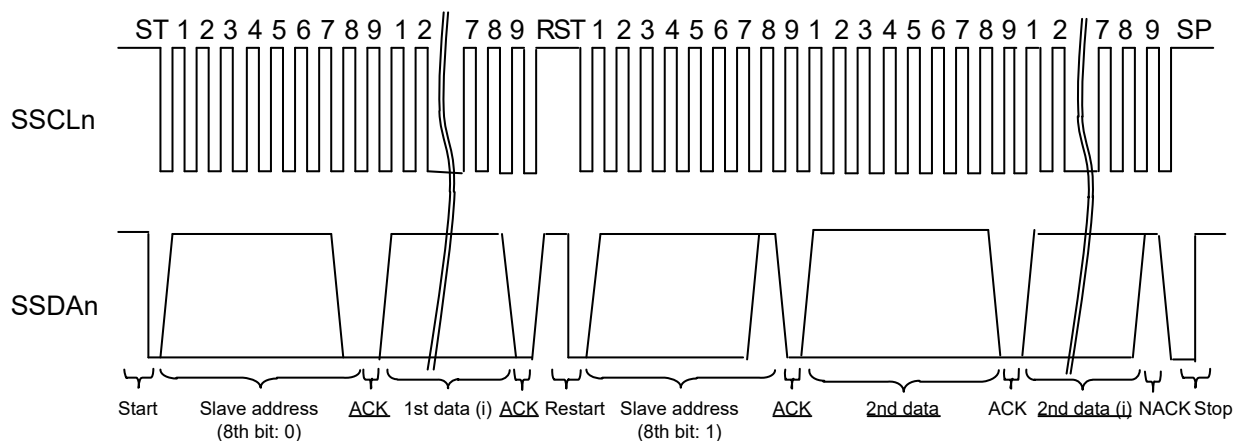 ST 1 2 3 4 5 6 7 8 9 1 2 7 8 9 RST 1 2 3 4 5 6 7 8 9 1 2 3 4 5 6 7 8 9 1 2 7 8 9 SP
SSCLn
SSDAn
Start Slave address ACK 1st data (i) ACK Restart Slave address ACK 2nd data ACK 2nd data (i) NACK Stop
(8th bit: 0) (8th bit: 1)